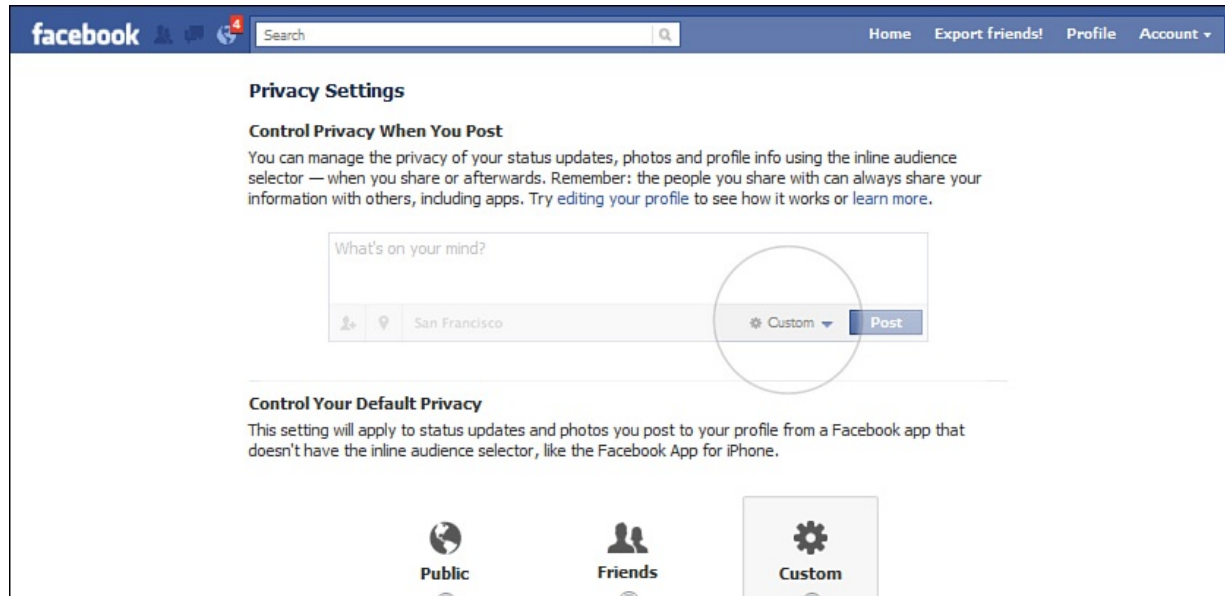 facebook 4 Search Home Export friends! Profile Account
Privacy Settings
Control Privacy When You Post
You can manage the privacy of your status updates, photos and profile info using the inline audience
selector — when you share or afterwards. Remember: the people you share with can always share your
information with others, including apps. Try editing your profile to see how it works or learn more.
What's on your mind?
San Francisco Custom Post
Control Your Default Privacy
This setting will apply to status updates and photos you post to your profile from a Facebook app that
doesn't have the inline audience selector, like the Facebook App for iPhone.
Public Friends Custom